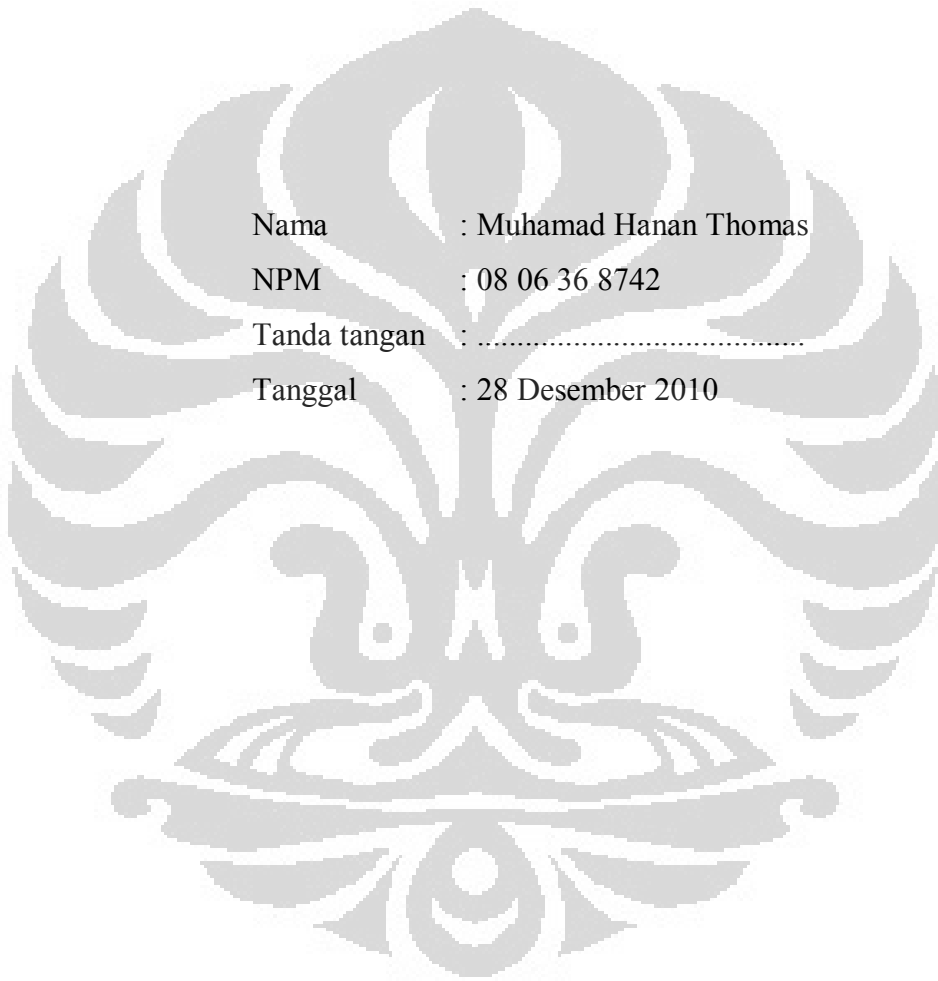 Nama : Muhamad Hanan Thomas
NPM : 08 06 36 8742
Tanda tangan : .........................................
Tanggal : 28 Desember 2010